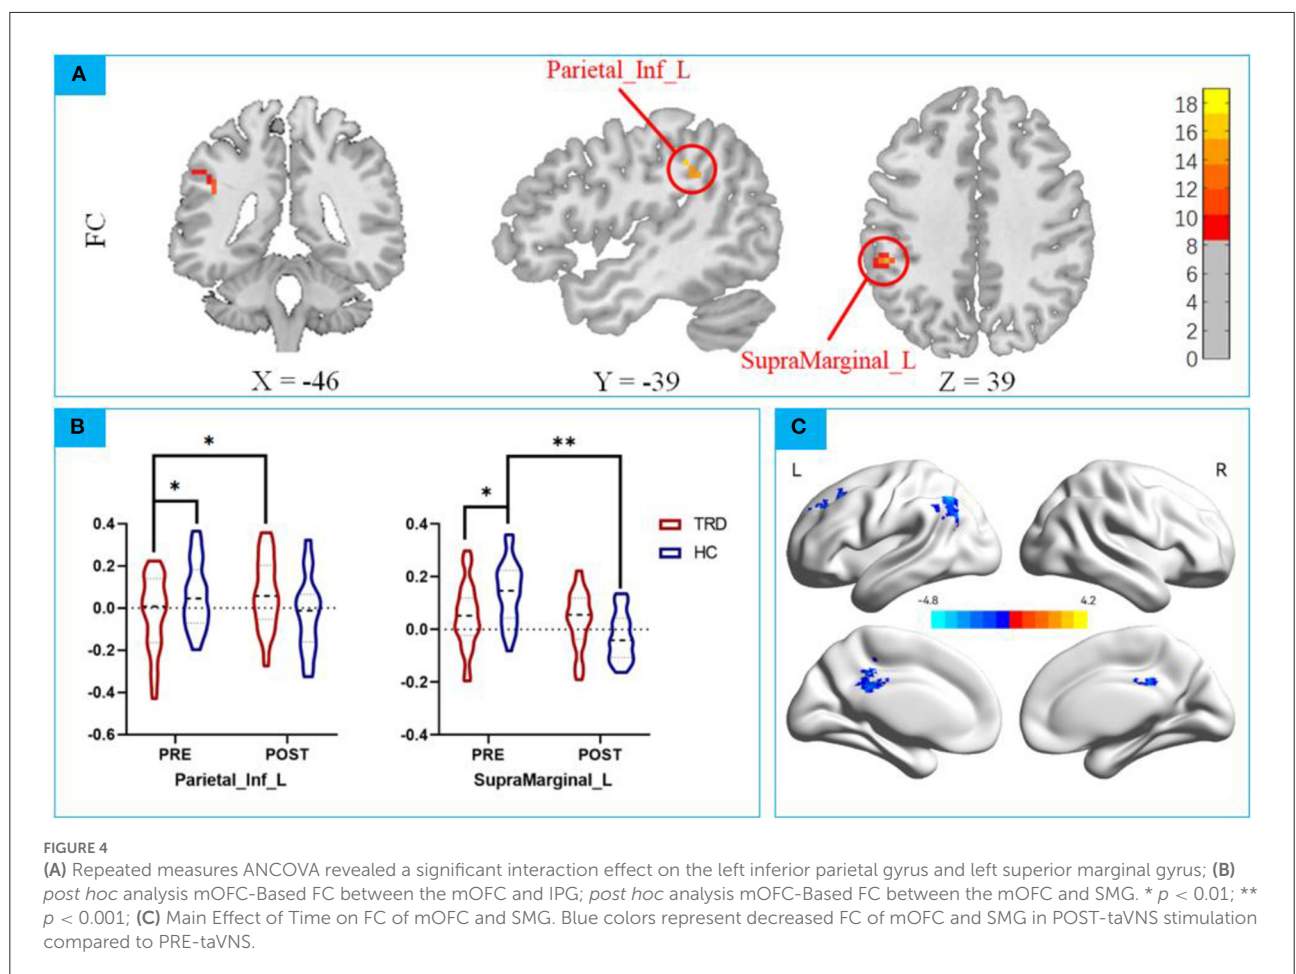 A
Parietal_Inf_L
FC
SupraMarginal_L
X = -46
Y = -39
Z = 39
18
16
14
12
10
8
6
4
2
0
B
*
**
*
*
0.4
0.2
0.0
-0.2
-0.4
-0.6
PRE
POST
Parietal_Inf_L
0.4
0.2
0.0
-0.2
-0.4
PRE
POST
SupraMarginal_L
TRD
HC
C
L
R
-4.8
4.2
FIGURE 4
(A) Repeated measures ANCOVA revealed a significant interaction effect on the left inferior parietal gyrus and left superior marginal gyrus; (B)
post hoc analysis mOFC-Based FC between the mOFC and IPG; post hoc analysis mOFC-Based FC between the mOFC and SMG. * p < 0.01; **
p < 0.001; (C) Main Effect of Time on FC of mOFC and SMG. Blue colors represent decreased FC of mOFC and SMG in POST-taVNS stimulation
compared to PRE-taVNS.